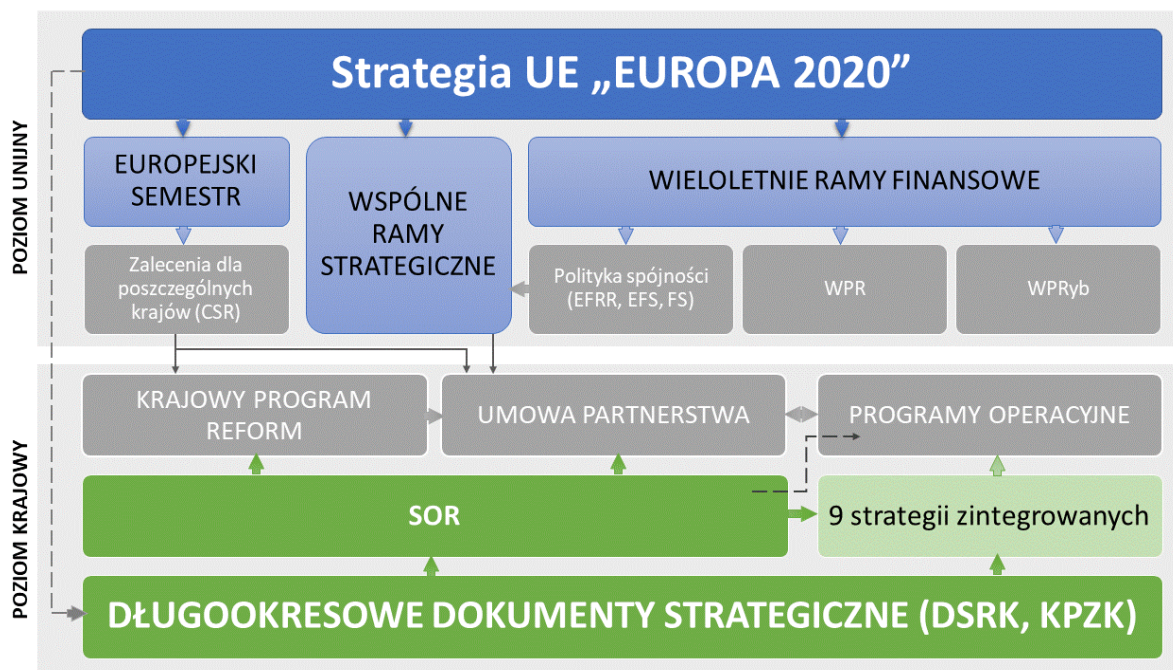 Strategia UE „EUROPA 2020”
POZIOM UNIJNY
EUROPEJSKI
SEMESTR
WSPÓLNE
RAMY
STRATEGICZNE
WIELOLETNIE RAMY FINANSOWE
Zalecenia dla
poszczególnych
krajów (CSR)
Polityka spójności
(EFRR, EFS, FS)
WPR
WPRyb
POZIOM KRAJOWY
KRAJOWY PROGRAM
REFORM
UMOWA PARTNERSTWA
PROGRAMY OPERACYJNE
SOR
9 strategii zintegrowanych
DŁUGOOKRESOWE DOKUMENTY STRATEGICZNE (DSRK, KPZK)